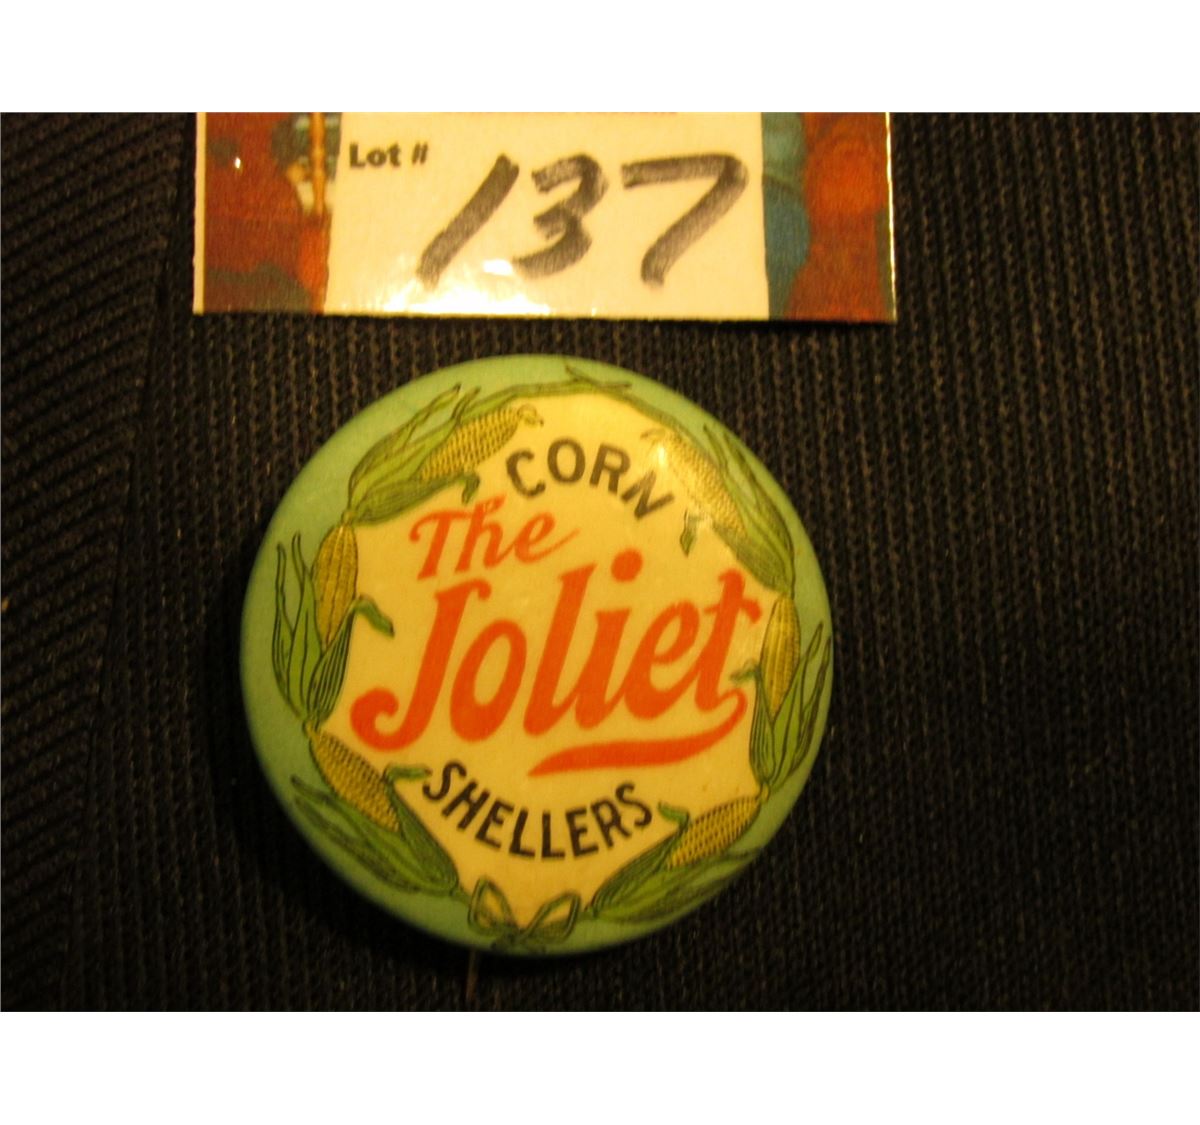 Lot # 137
CORN
The
Joliet
SHELLERS